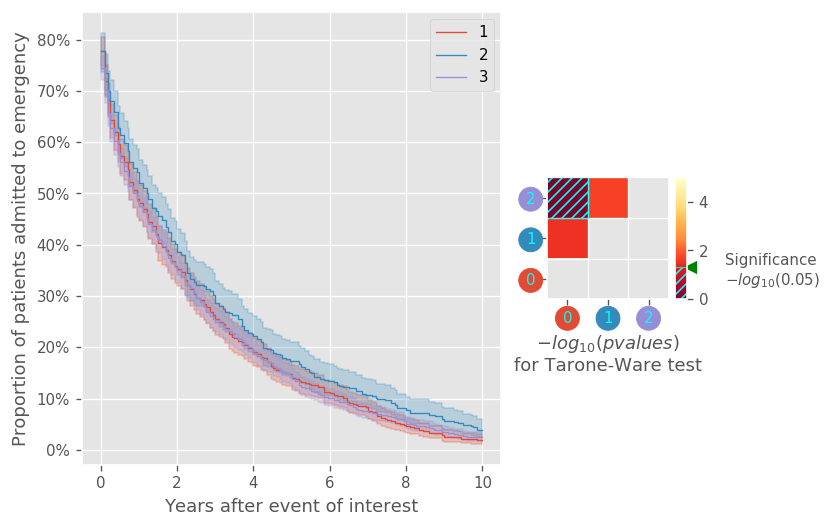 Proportion of patients admitted to emergency
80%
70%
60%
50%
40%
30%
20%
10%
0%
0 2 4 6 8 10
Years after event of interest
1
2
3
2
1
0
0 1 2
−log₁₀(pvalues)
for Tarone-Ware test
4
2
0
Significance
−log₁₀(0.05)